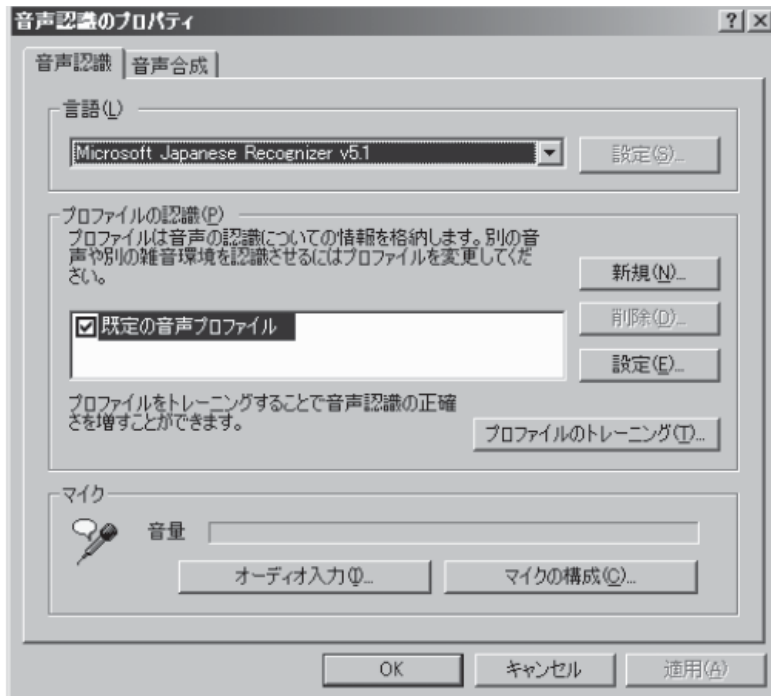 音声認識のプロパティ
音声認識
音声合成
言語(L)
Microsoft Japanese Recognizer v5.1
設定(S)...
プロファイルの認識(P)
プロファイルは音声の認識についての情報を格納します。別の音
声や別の雑音環境を認識させるにはプロファイルを変更してくだ
さい。
新規(N)...
既定の音声プロファイル
削除(D)...
設定(E)...
プロファイルをトレーニングすることで音声認識の正確
さを増すことができます。
プロファイルのトレーニング(T)...
マイク
音量
オーディオ入力(I)...
マイクの構成(C)...
OK
キャンセル
適用(A)